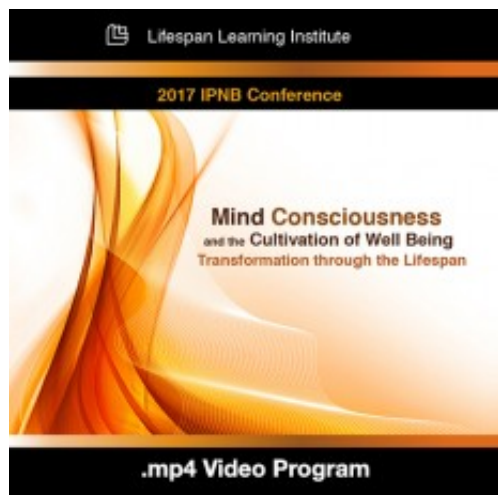 Lifespan Learning Institute
2017 IPNB Conference
Mind Consciousness
and the Cultivation of Well Being
Transformation through the Lifespan
.mp4 Video Program